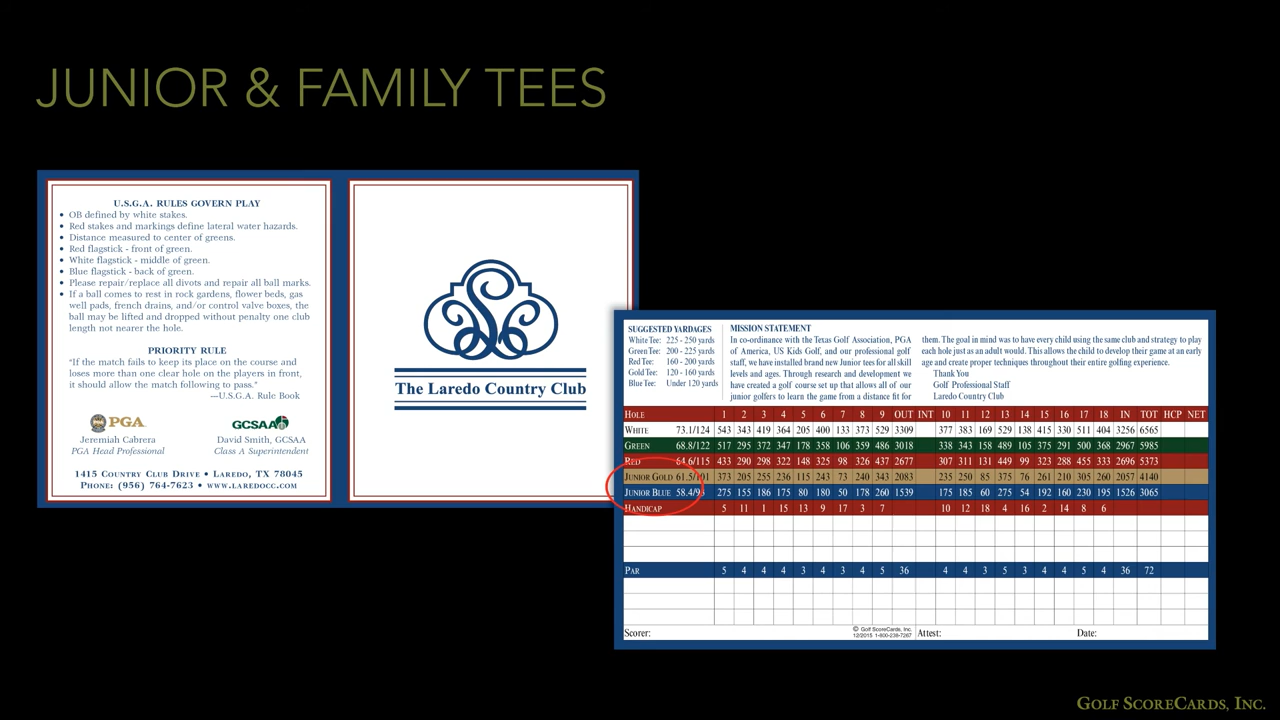 JUNIOR & FAMILY TEES
U.S.G.A. RULES GOVERN PLAY
• OB defined by white stakes.
• Red stakes and markings define lateral water hazards.
• Distance measured to center of greens.
• Red flagstick - front of green.
• White flagstick - middle of green.
• Blue flagstick - back of green.
• Please repair/replace all divots and repair all ball marks.
• If a ball comes to rest in rock gardens, flower beds, gas
well pads, french drains, and/or control valve boxes, the
ball may be lifted and dropped without penalty one club
length not nearer the hole.
PRIORITY RULE
"If the match fails to keep its place on the course and
loses more than one clear hole on the players in front,
it should allow the match following to pass."
—U.S.G.A. Rule Book
PGA
Jeremiah Cabrera
PGA Head Professional
GCSAA
David Smith, GCSAA
Class A Superintendent
1415 Country Club Drive • Laredo, TX 78045
Phone: (956) 764-7623 • www.laredocc.com
The Laredo Country Club
SUGGESTED YARDAGES
White Tee: 225 - 250 yards
Green Tee: 200 - 225 yards
Red Tee: 160 - 200 yards
Gold Tee: 120 - 160 yards
Blue Tee: Under 120 yards
MISSION STATEMENT
In co-ordinance with the Texas Golf Association, PGA
of America, US Kids Golf, and our professional golf
staff, we have installed brand new Junior tees for all skill
levels and ages. Through research and development we
have created a golf course set up that allows all of our
junior golfers to learn the game from a distance fit for
them. The goal in mind was to have every child using the same club and strategy to play
each hole just as an adult would. This allows the child to develop their game at an early
age and create proper techniques throughout their entire golfing experience.
Thank You
Golf Professional Staff
Laredo Country Club
Hole 1 2 3 4 5 6 7 8 9 OUT INT 10 11 12 13 14 15 16 17 18 IN TOT HCP NET
White 73.1/124 543 343 419 364 205 400 133 373 529 3309 377 383 169 529 138 415 330 511 404 3256 6565
Green 68.8/122 517 295 372 347 178 358 106 359 486 3018 338 343 158 489 105 375 291 500 368 2967 5985
Red 64.6/115 433 290 298 322 148 325 98 326 437 2677 307 311 131 449 99 323 288 455 333 2696 5373
Junior Gold 61.5/101 373 205 255 236 115 243 73 240 343 2083 235 250 85 375 76 261 210 305 260 2057 4140
Junior Blue 58.4/ 275 155 186 175 80 180 50 178 260 1539 175 185 60 275 54 192 160 230 195 1526 3065
Handicap 5 11 1 15 13 9 17 3 7 10 12 18 4 16 2 14 8 6
Par 5 4 4 4 3 4 3 4 5 36 4 4 3 5 3 4 4 5 4 36 72
Scorer: © Golf ScoreCards, Inc. Attest: Date:
12/2015 1-800-238-7267
Golf ScoreCards, Inc.